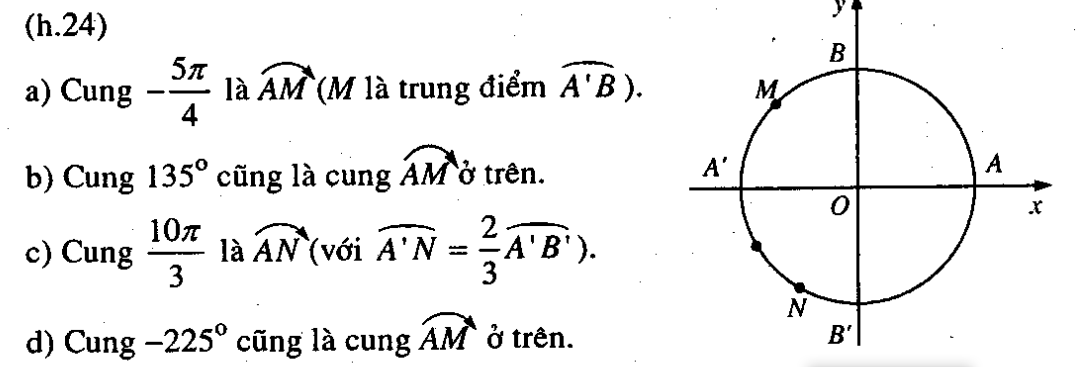 (h.24)
a) Cung −5π/4 là AM (M là trung điểm A'B ).
b) Cung 135° cũng là cung AM ở trên.
c) Cung 10π/3 là AN (với A'N = 2/3 A'B' ).
d) Cung −225° cũng là cung AM ở trên.
y
B
M
A'
A
O
x
N
B'